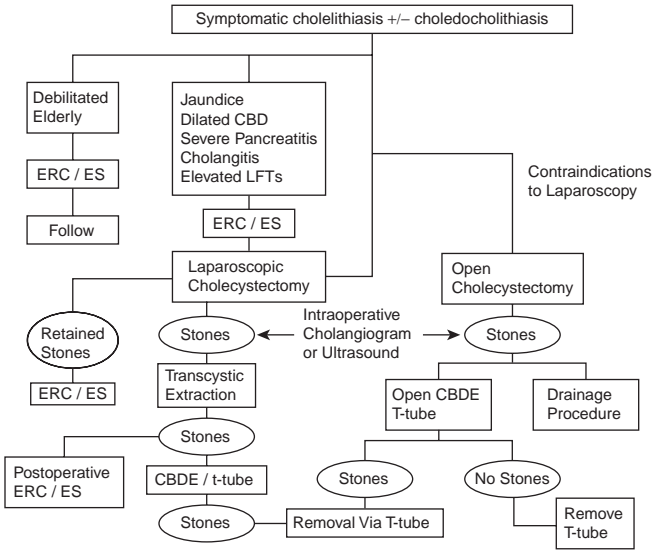 Symptomatic cholelithiasis +/− choledocholithiasis
Debilitated
Elderly
Jaundice
Dilated CBD
Severe Pancreatitis
Cholangitis
Elevated LFTs
Contraindications
to Laparoscopy
ERC / ES
Follow
ERC / ES
Laparoscopic
Cholecystectomy
Open
Cholecystectomy
Retained
Stones
Stones
Intraoperative
Cholangiogram
or Ultrasound
Stones
ERC / ES
Transcystic
Extraction
Open CBDE
T-tube
Drainage
Procedure
Stones
Postoperative
ERC / ES
CBDE / t-tube
Stones
No Stones
Stones
Removal Via T-tube
Remove
T-tube